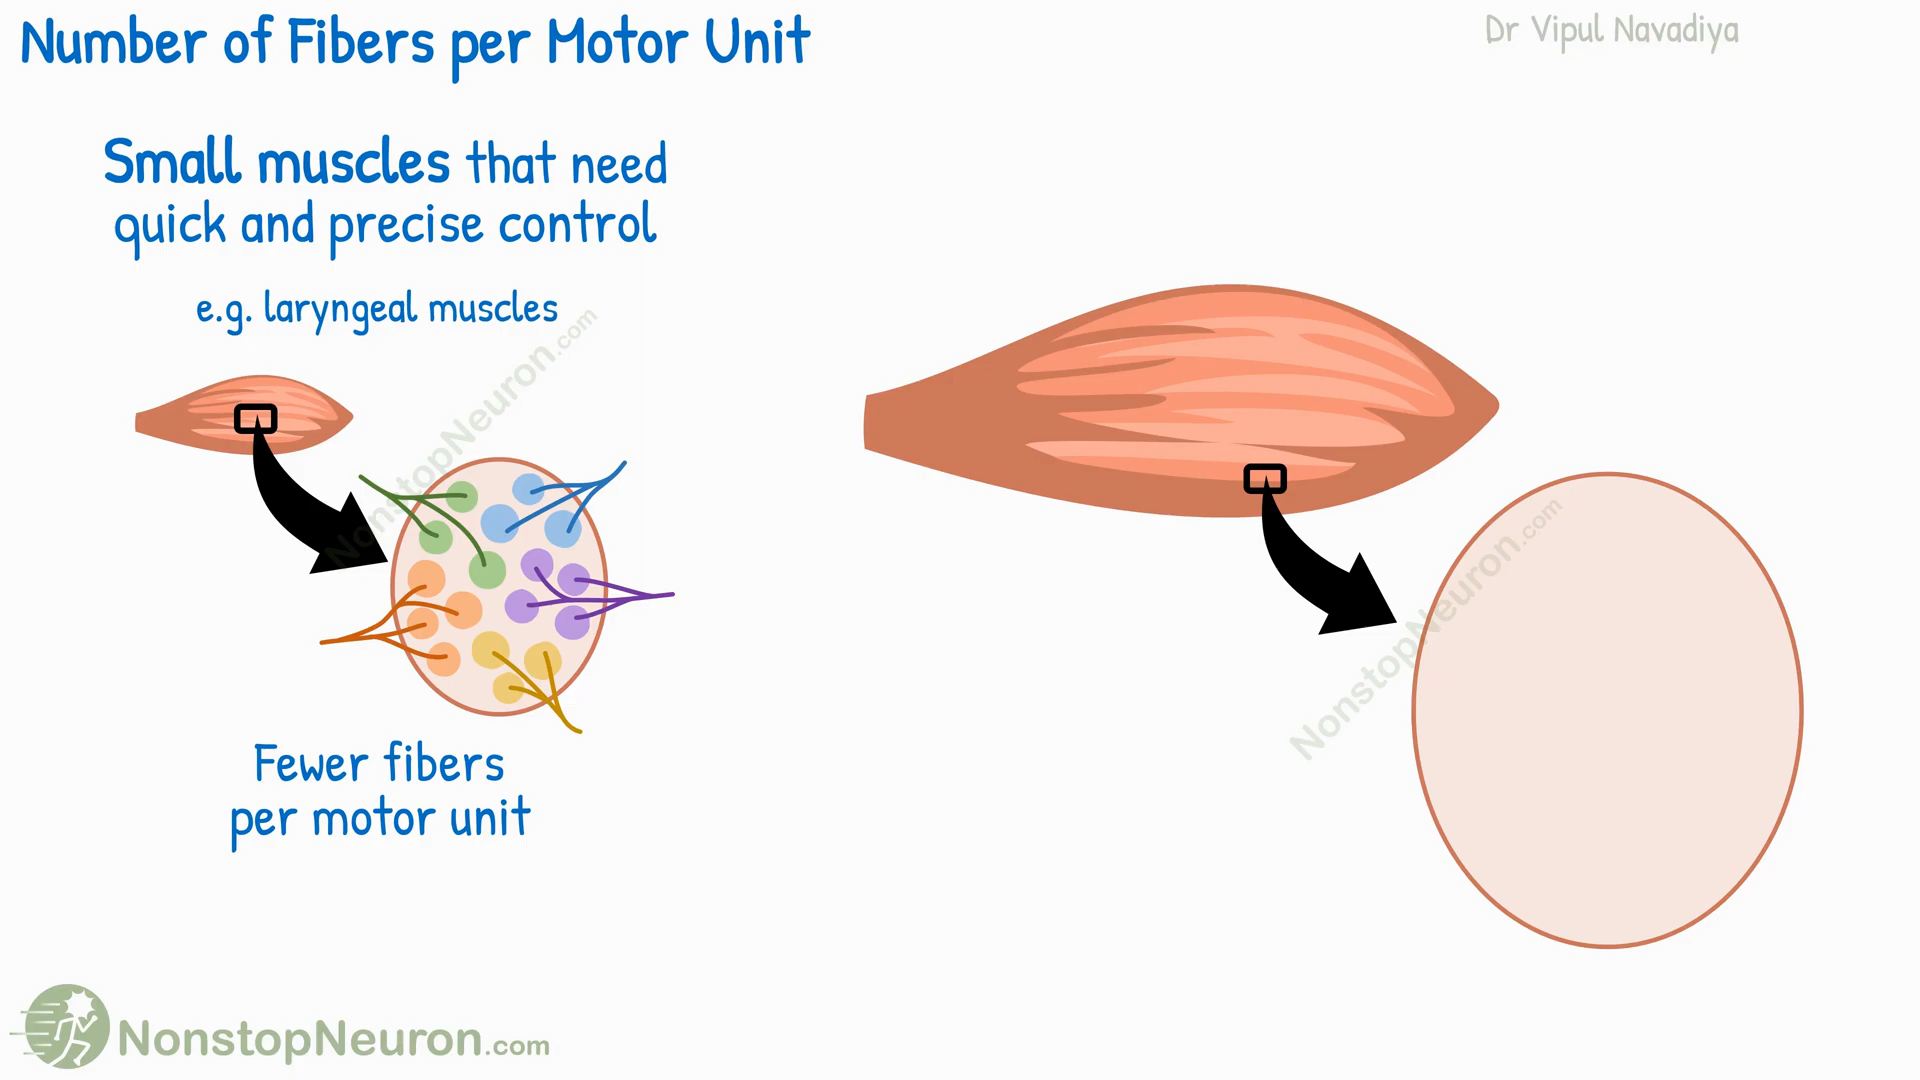 Number of Fibers per Motor Unit
Dr Vipul Navadiya
Small muscles that need
quick and precise control
e.g. laryngeal muscles
NonstopNeuron.com
NonstopNeuron.com
Fewer fibers
per motor unit
NonstopNeuron.com